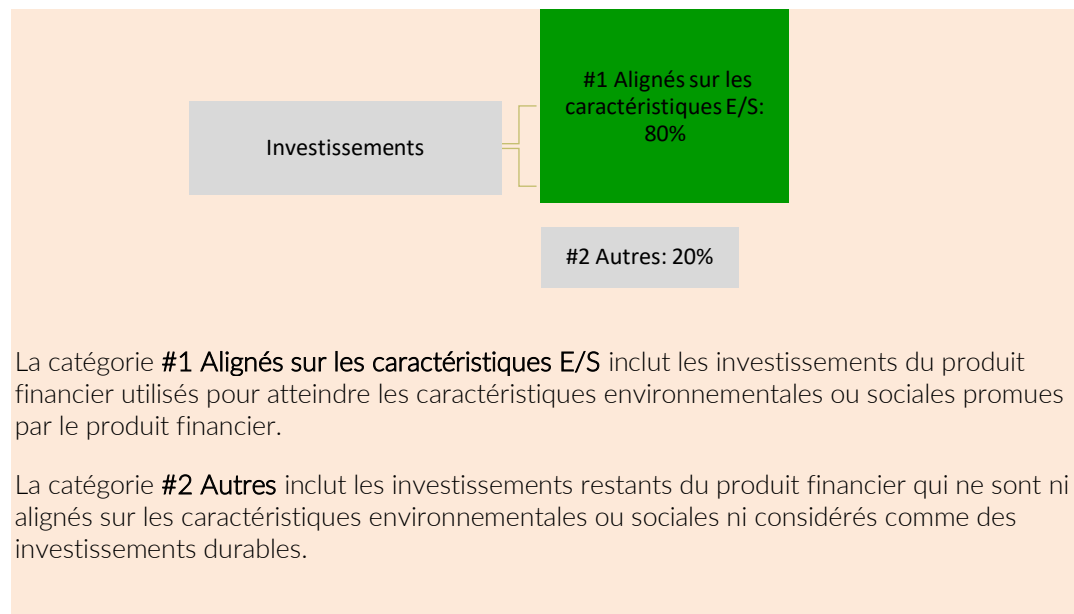 #1 Alignés sur les
caractéristiques E/S:
80%
Investissements
#2 Autres: 20%
La catégorie #1 Alignés sur les caractéristiques E/S inclut les investissements du produit
financier utilisés pour atteindre les caractéristiques environnementales ou sociales promues
par le produit financier.
La catégorie #2 Autres inclut les investissements restants du produit financier qui ne sont ni
alignés sur les caractéristiques environnementales ou sociales ni considérés comme des
investissements durables.